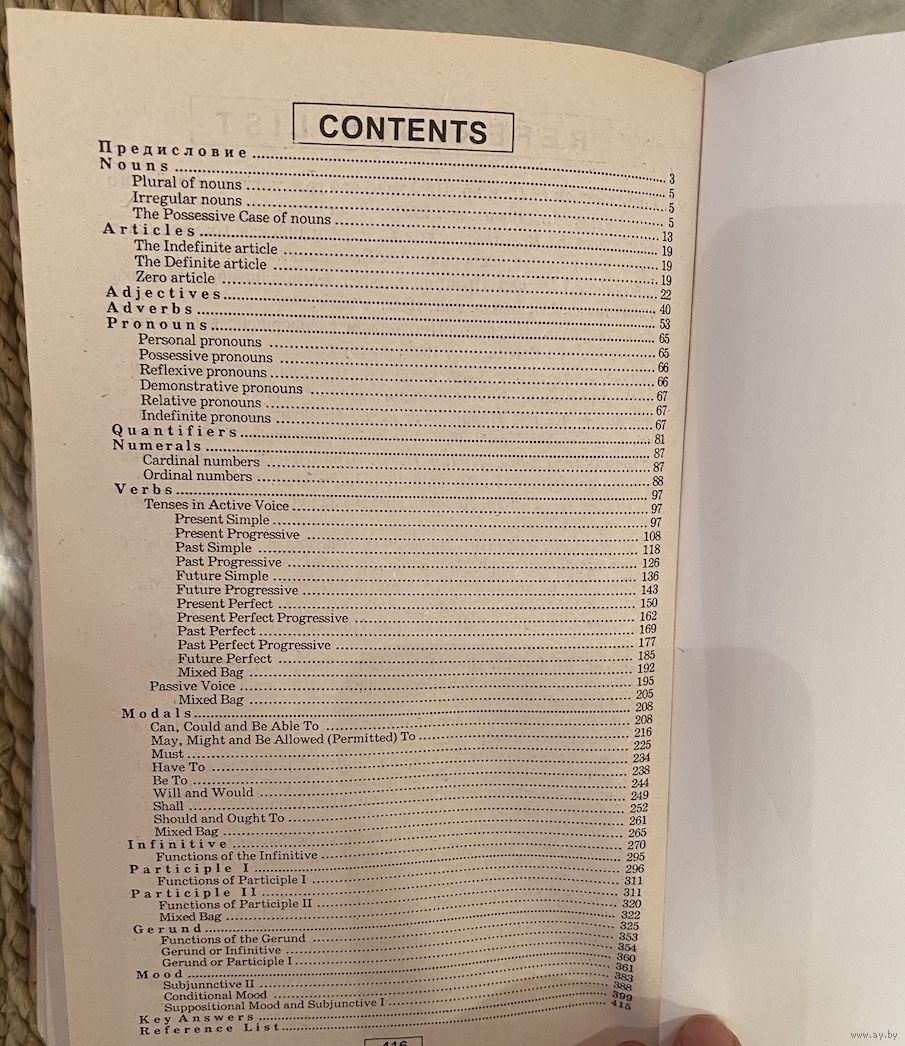 CONTENTS
Предисловие ... 3
Nouns ... 5
Plural of nouns ... 5
Irregular nouns ... 5
The Possessive Case of nouns ... 13
Articles ... 19
The Indefinite article ... 19
The Definite article ... 19
Zero article ... 22
Adjectives ... 40
Adverbs ... 53
Pronouns ... 65
Personal pronouns ... 65
Possessive pronouns ... 66
Reflexive pronouns ... 66
Demonstrative pronouns ... 67
Relative pronouns ... 67
Indefinite pronouns ... 67
Quantifiers ... 81
Numerals ... 87
Cardinal numbers ... 87
Ordinal numbers ... 88
Verbs ... 97
Tenses in Active Voice ... 97
Present Simple ... 97
Present Progressive ... 108
Past Simple ... 118
Past Progressive ... 126
Future Simple ... 136
Future Progressive ... 143
Present Perfect ... 150
Present Perfect Progressive ... 162
Past Perfect ... 169
Past Perfect Progressive ... 177
Future Perfect ... 185
Mixed Bag ... 192
Passive Voice ... 195
Mixed Bag ... 205
Modals ... 208
Can, Could and Be Able To ... 208
May, Might and Be Allowed (Permitted) To ... 216
Must ... 225
Have To ... 234
Be To ... 238
Will and Would ... 244
Shall ... 249
Should and Ought To ... 252
Mixed Bag ... 261
Infinitive ... 265
Functions of the Infinitive ... 270
Participle I ... 295
Functions of Participle I ... 296
Participle II ... 311
Functions of Participle II ... 311
Mixed Bag ... 320
Gerund ... 322
Functions of the Gerund ... 325
Gerund or Infinitive ... 353
Gerund or Participle I ... 354
Mood ... 360
Subjunnctive II ... 361
Conditional Mood ... 383
Suppositional Mood and Subjunctive I ... 388
Key Answers ... 399
Reference List ... 415
416
www.ay.by